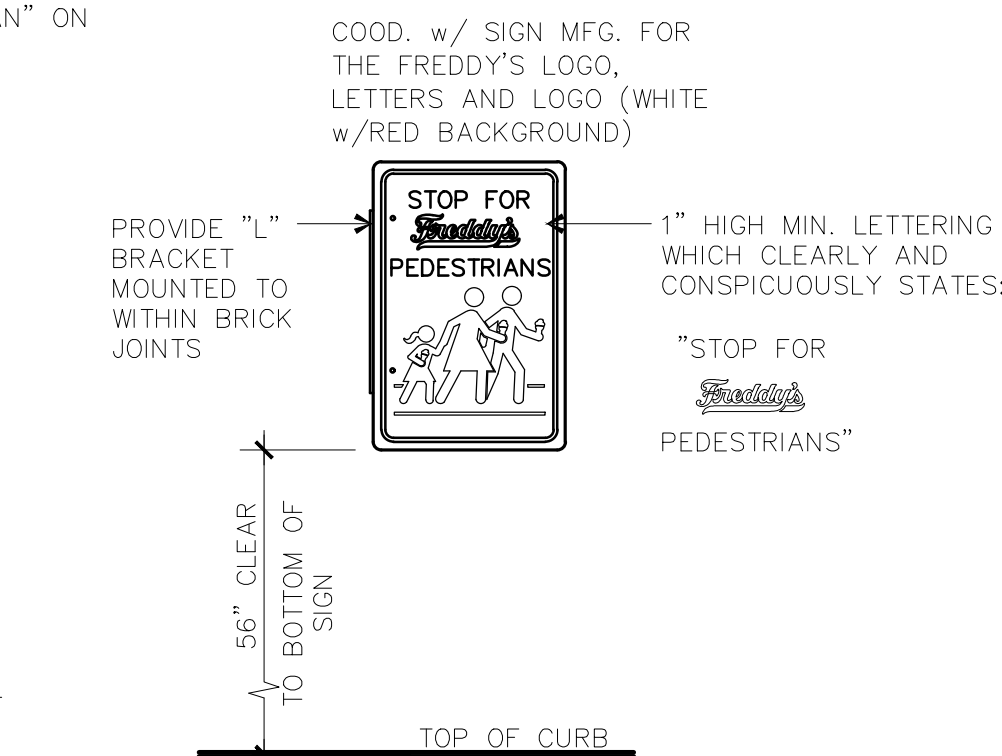 AN” ON
COOD. w/ SIGN MFG. FOR
THE FREDDY'S LOGO,
LETTERS AND LOGO (WHITE
w/RED BACKGROUND)
STOP FOR
Freddy's
PEDESTRIANS
PROVIDE "L"
BRACKET
MOUNTED TO
WITHIN BRICK
JOINTS
1" HIGH MIN. LETTERING
WHICH CLEARLY AND
CONSPICUOUSLY STATES:
"STOP FOR
Freddy's
PEDESTRIANS"
56" CLEAR
TO BOTTOM OF
SIGN
TOP OF CURB